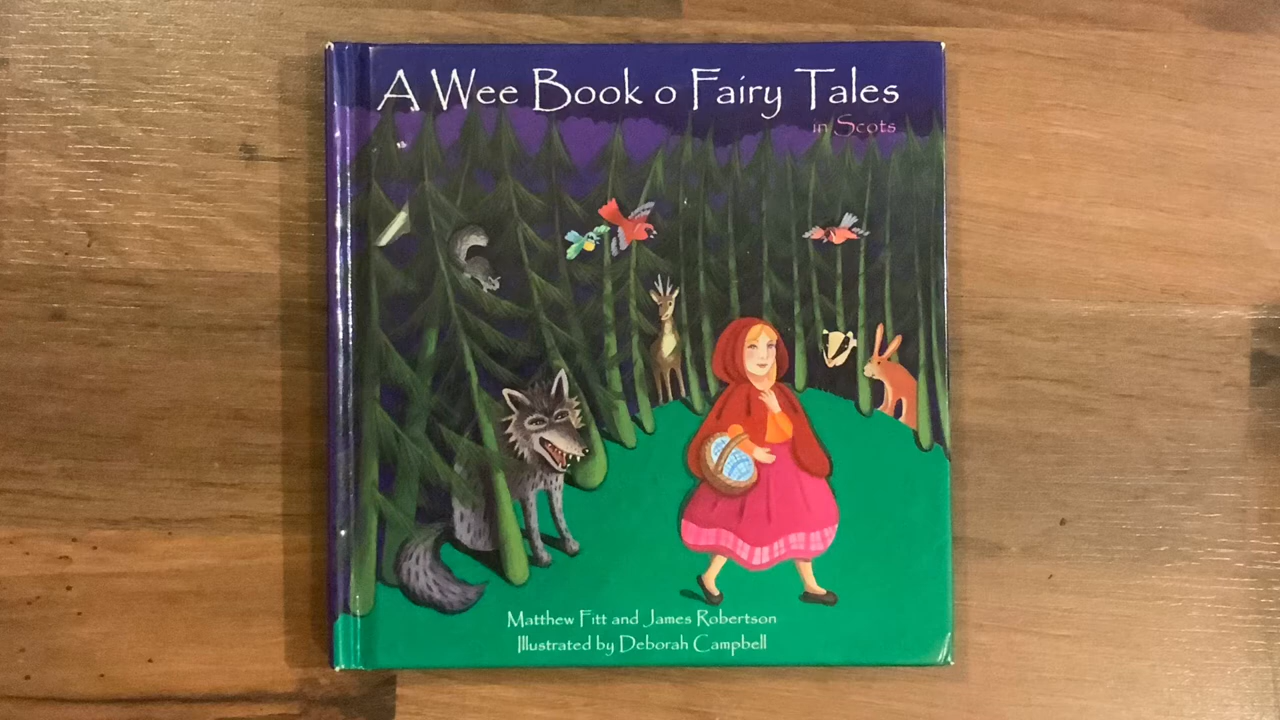 A Wee Book o Fairy Tales
in Scots
Matthew Fitt and James Robertson
Illustrated by Deborah Campbell